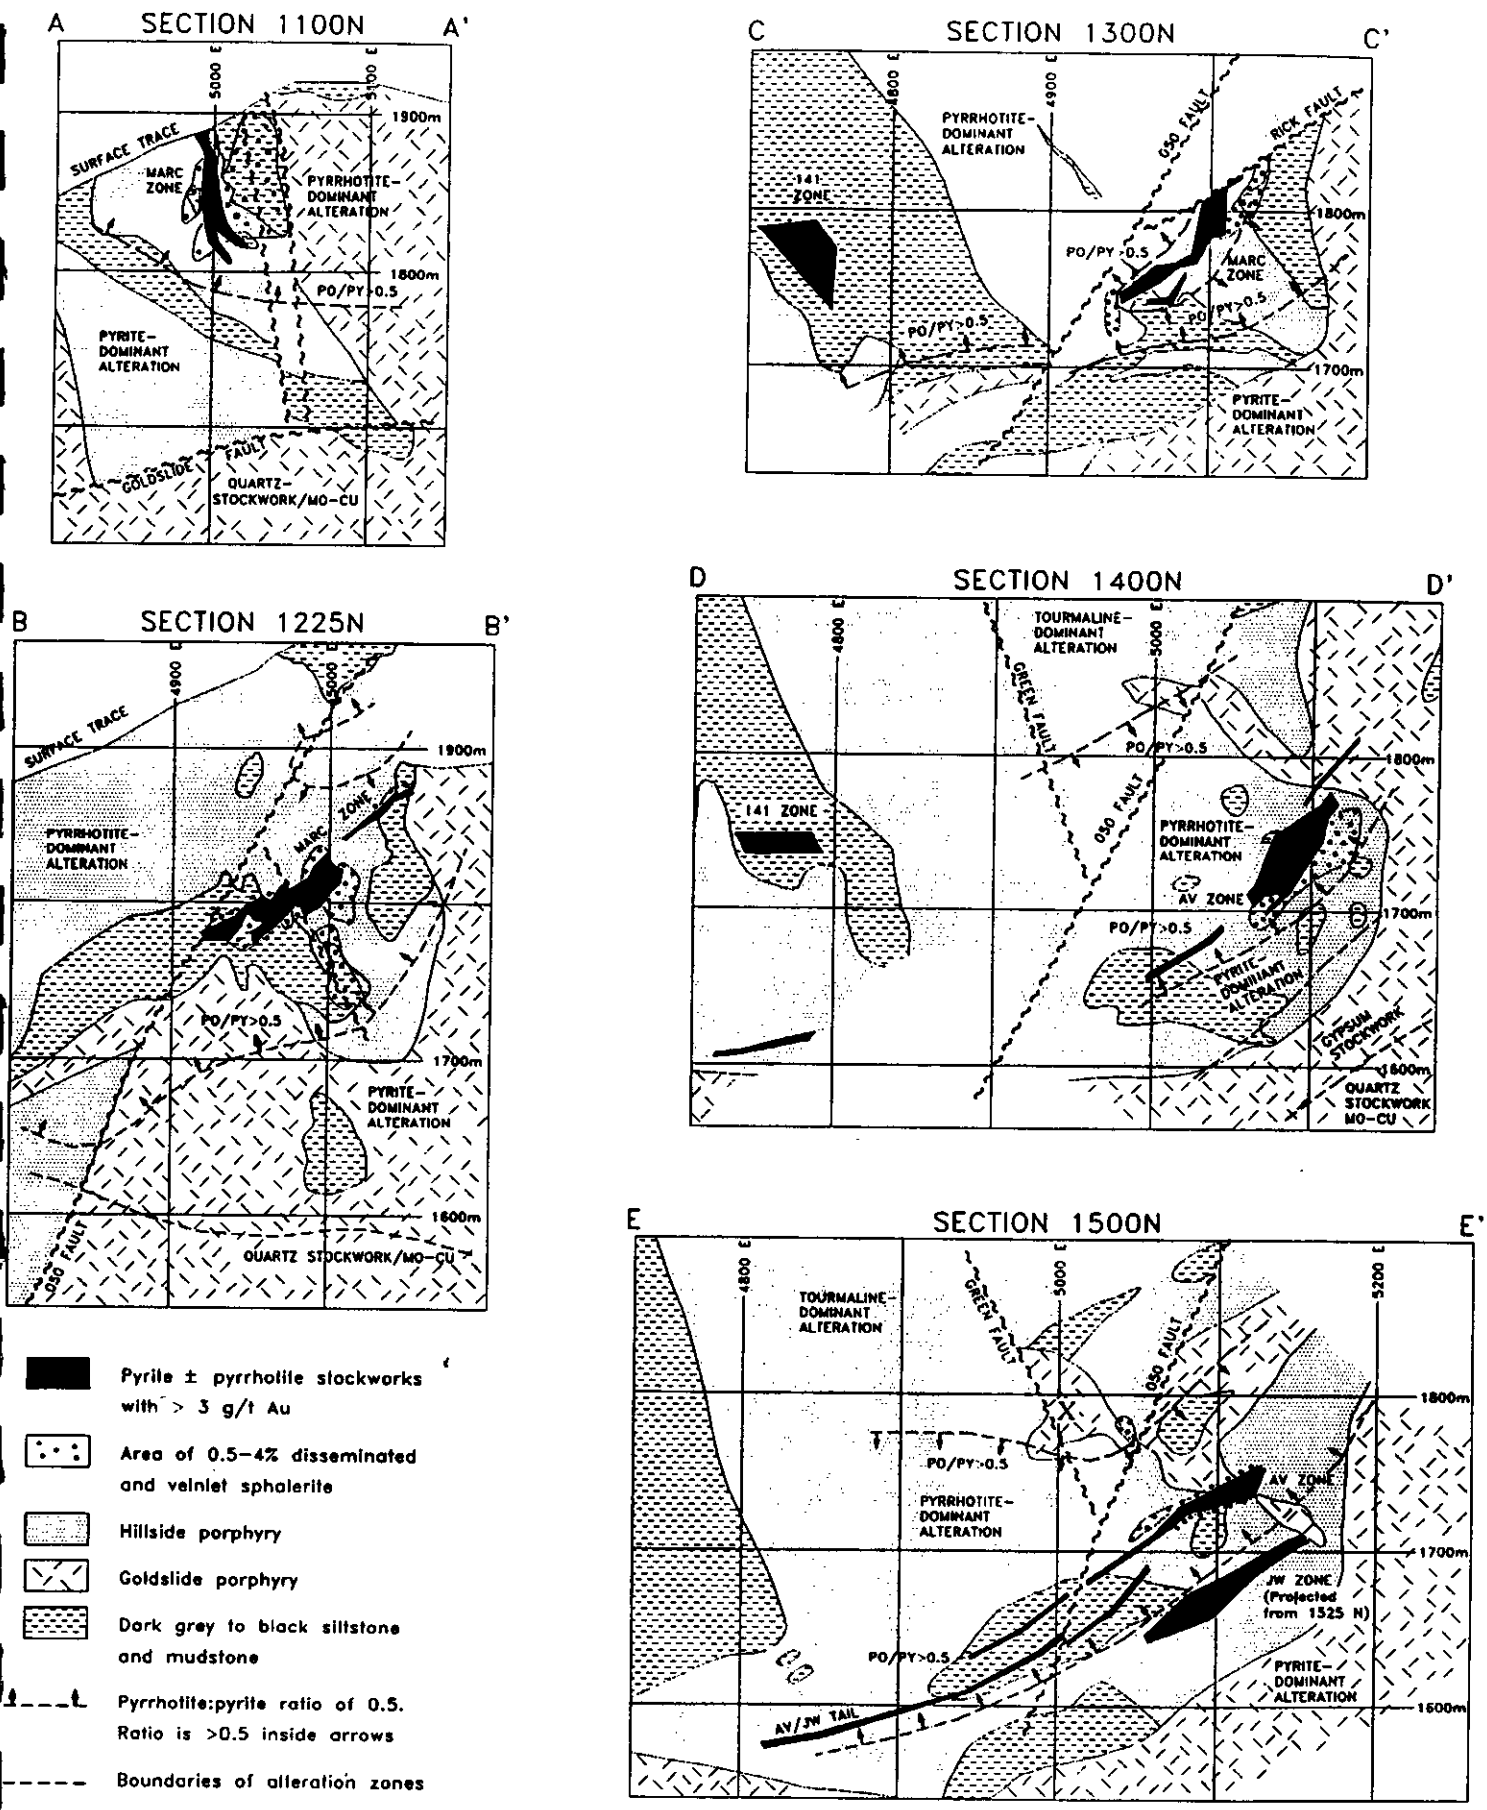 A
SECTION 1100N
A'
5000 E
5100 E
1900m
SURFACE TRACE
MARC
ZONE
PYRRHOTITE-
DOMINANT
ALTERATION
1800m
PO/PY>0.5
PYRITE-
DOMINANT
ALTERATION
GOLDSLIDE FAULT
QUARTZ-
STOCKWORK/MO-CU
C
SECTION 1300N
C'
4800 E
4900 E
PYRRHOTITE-
DOMINANT
ALTERATION
050 FAULT
RICK FAULT
141
ZONE
1800m
PO/PY>0.5
MARC
ZONE
PO/PY>0.5
PO/PY>0.5
1700m
PYRITE-
DOMINANT
ALTERATION
B
SECTION 1225N
B'
4900 E
5000 E
SURFACE TRACE
1900m
MARC ZONE
PYRRHOTITE-
DOMINANT
ALTERATION
PO/PY>0.5
1700m
PYRITE-
DOMINANT
ALTERATION
1600m
050 FAULT
QUARTZ STOCKWORK/MO-CU
D
SECTION 1400N
D'
4800 E
5000 E
TOURMALINE-
DOMINANT
ALTERATION
GREEN FAULT
PO/PY>0.5
1800m
050 FAULT
141 ZONE
PYRRHOTITE-
DOMINANT
ALTERATION
AV ZONE
1700m
PO/PY>0.5
PYRITE-
DOMINANT
ALTERATION
GYPSUM
STOCKWORK
1600m
QUARTZ
STOCKWORK
MO-CU
E
SECTION 1500N
E'
4800 E
5000 E
5200 E
TOURMALINE-
DOMINANT
ALTERATION
GREEN FAULT
050 FAULT
1800m
PO/PY>0.5
AV ZONE
PYRRHOTITE-
DOMINANT
ALTERATION
1700m
JW ZONE
(Projected
from 1525 N)
PO/PY>0.5
PYRITE-
DOMINANT
ALTERATION
1600m
AV/JW TAIL
Pyrite ± pyrrhotite stockworks
with > 3 g/t Au
Area of 0.5-4% disseminated
and veinlet sphalerite
Hillside porphyry
Goldslide porphyry
Dark grey to black siltstone
and mudstone
Pyrrhotite:pyrite ratio of 0.5.
Ratio is >0.5 inside arrows
Boundaries of alteration zones